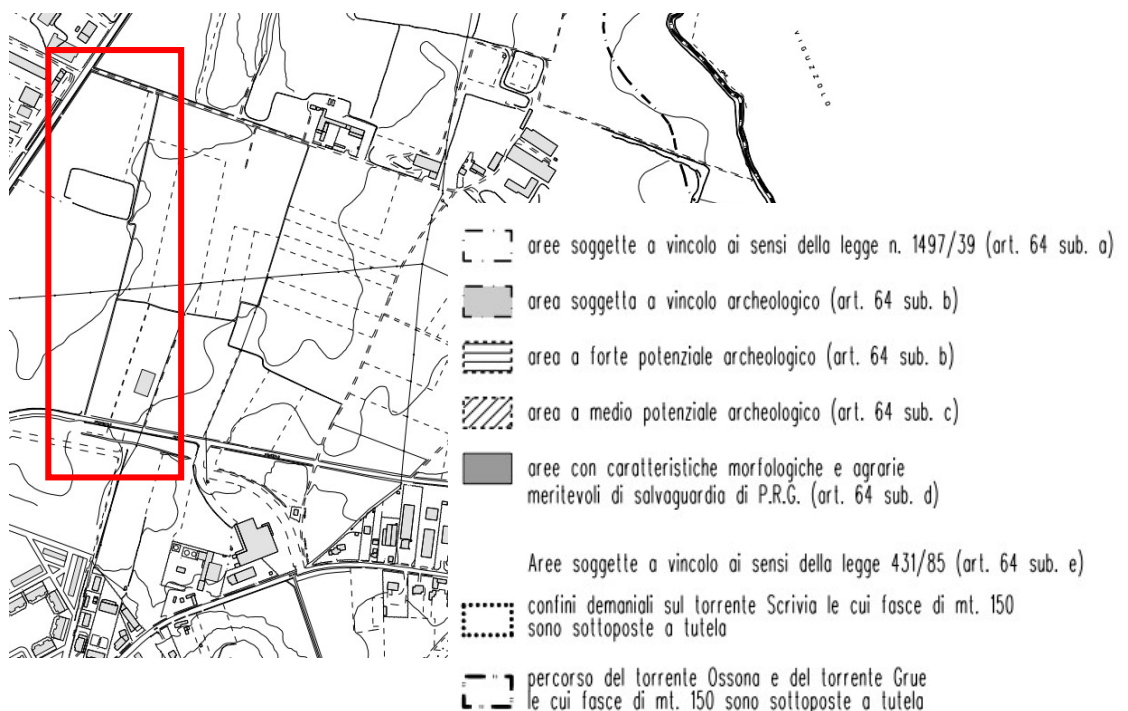 VIGUZZOLO
aree soggette a vincolo ai sensi della legge n. 1497/39 (art. 64 sub. a)
area soggetta a vincolo archeologico (art. 64 sub. b)
area a forte potenziale archeologico (art. 64 sub. b)
area a medio potenziale archeologico (art. 64 sub. c)
aree con caratteristiche morfologiche e agrarie
meritevoli di salvaguardia di P.R.G. (art. 64 sub. d)
Aree soggette a vincolo ai sensi della legge 431/85 (art. 64 sub. e)
confini demaniali sul torrente Scrivia le cui fasce di mt. 150
sono sottoposte a tutela
percorso del torrente Ossona e del torrente Grue
le cui fasce di mt. 150 sono sottoposte a tutela